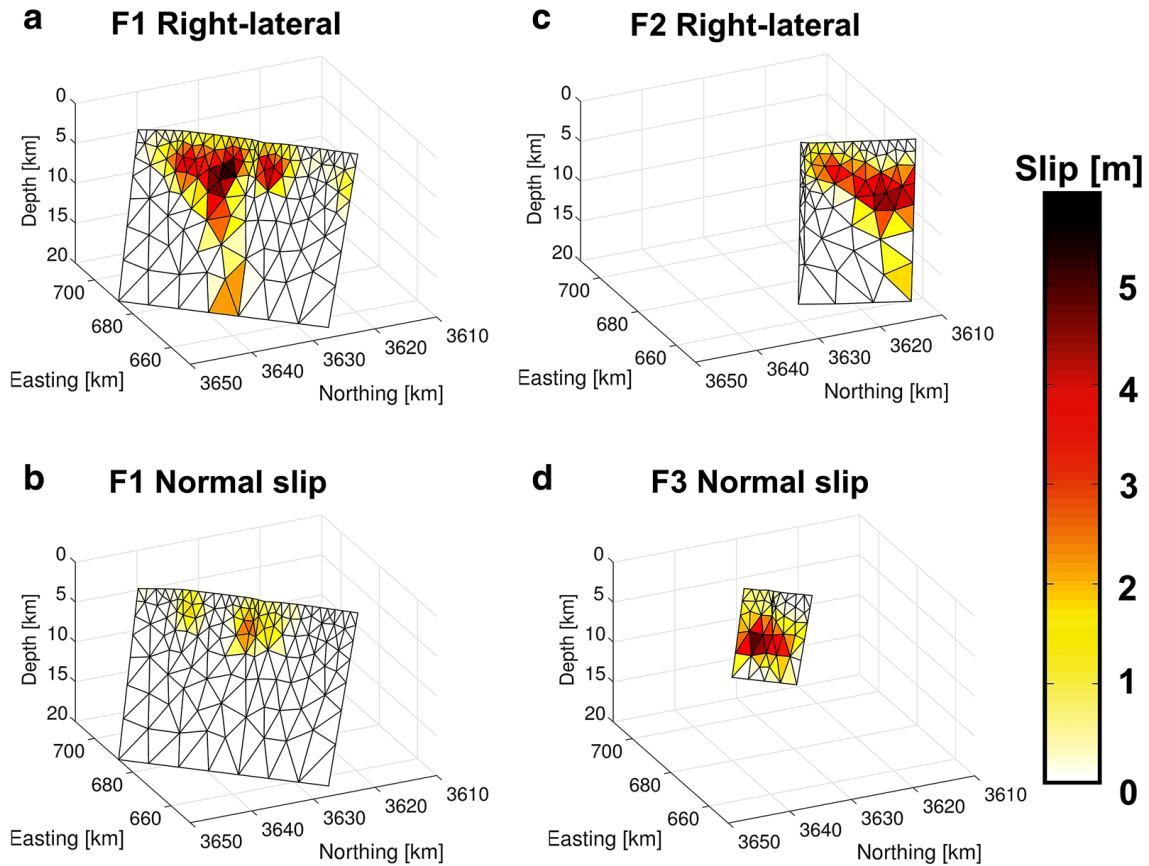 a
F1 Right-lateral
0
5
10
15
20
Depth [km]
700
680
660
Easting [km]
3650
3640
3630
3620
3610
Northing [km]
c
F2 Right-lateral
0
5
10
15
20
Depth [km]
700
680
660
Easting [km]
3650
3640
3630
3620
3610
Northing [km]
Slip [m]
5
4
3
2
1
0
b
F1 Normal slip
0
5
10
15
20
Depth [km]
700
680
660
Easting [km]
3650
3640
3630
3620
3610
Northing [km]
d
F3 Normal slip
0
5
10
15
20
Depth [km]
700
680
660
Easting [km]
3650
3640
3630
3620
3610
Northing [km]